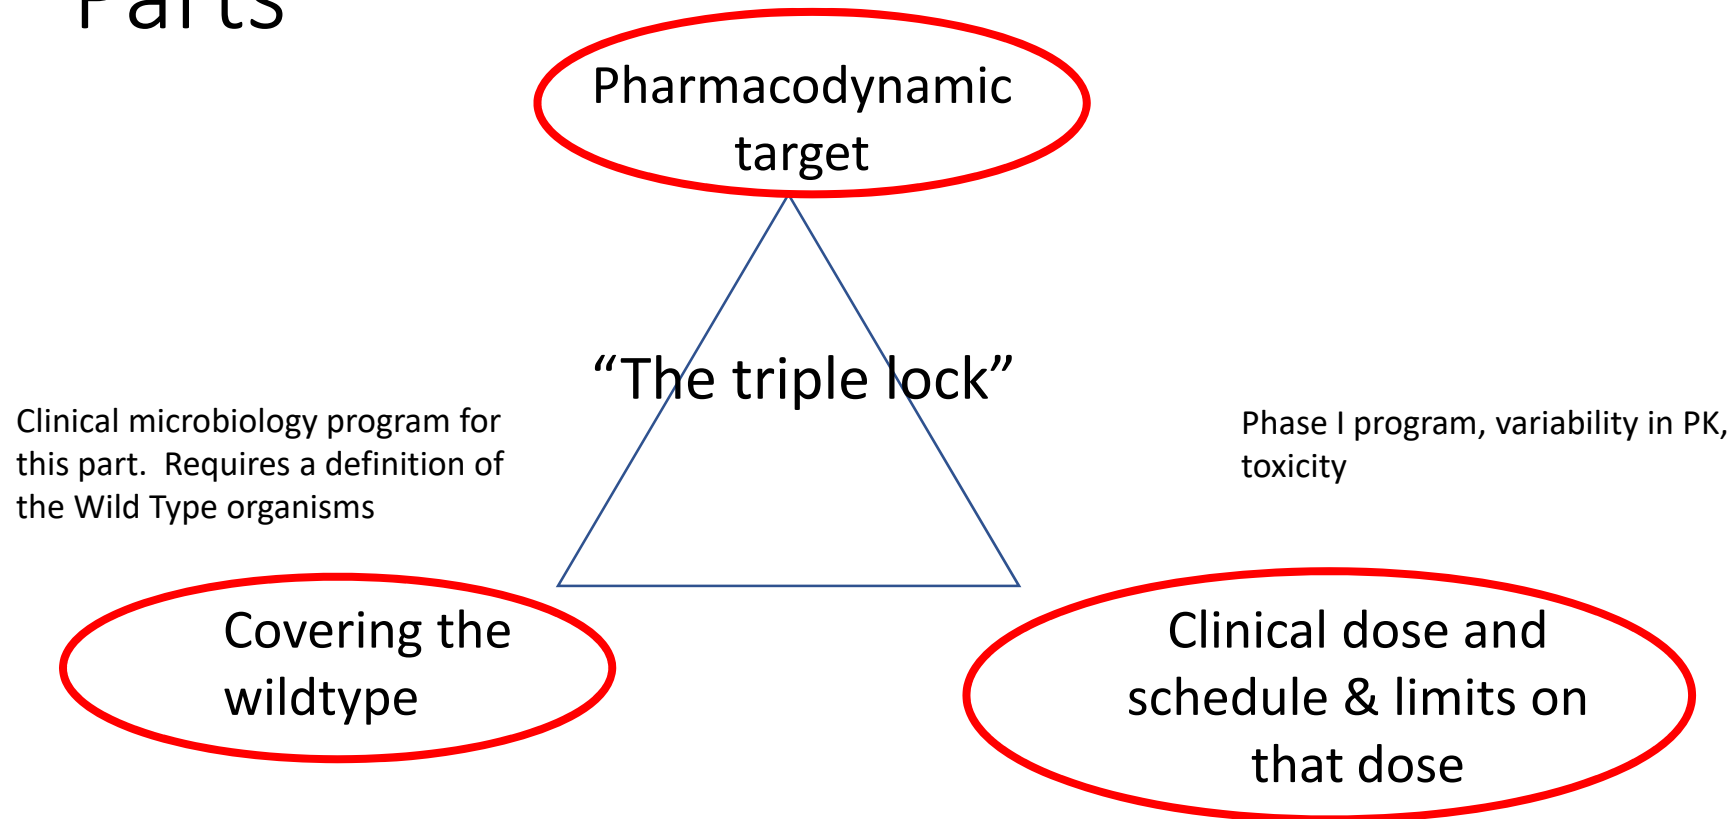 Parts
Pharmacodynamic
target
“The triple lock”
Clinical microbiology program for
this part.  Requires a definition of
the Wild Type organisms
Phase I program, variability in PK,
toxicity
Covering the
wildtype
Clinical dose and
schedule & limits on
that dose